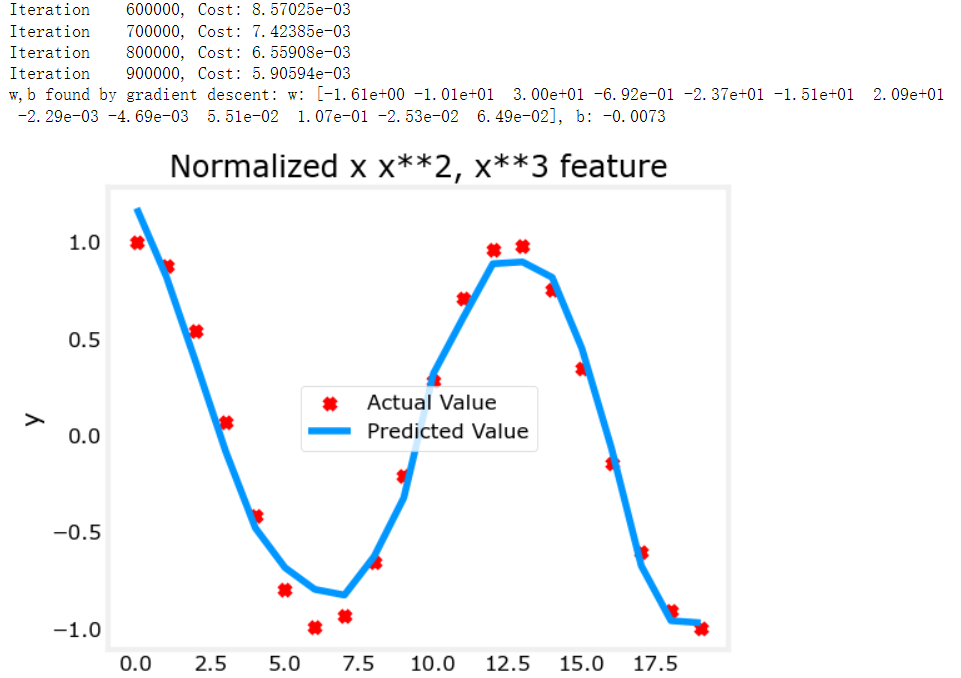 Iteration    600000, Cost: 8.57025e-03
Iteration    700000, Cost: 7.42385e-03
Iteration    800000, Cost: 6.55908e-03
Iteration    900000, Cost: 5.90594e-03
w,b found by gradient descent: w: [-1.61e+00 -1.01e+01  3.00e+01 -6.92e-01 -2.37e+01 -1.51e+01  2.09e+01
 -2.29e-03 -4.69e-03  5.51e-02  1.07e-01 -2.53e-02  6.49e-02], b: -0.0073
Normalized x x**2, x**3 feature
1.0
0.5
0.0
−0.5
−1.0
y
Actual Value
Predicted Value
0.0 2.5 5.0 7.5 10.0 12.5 15.0 17.5